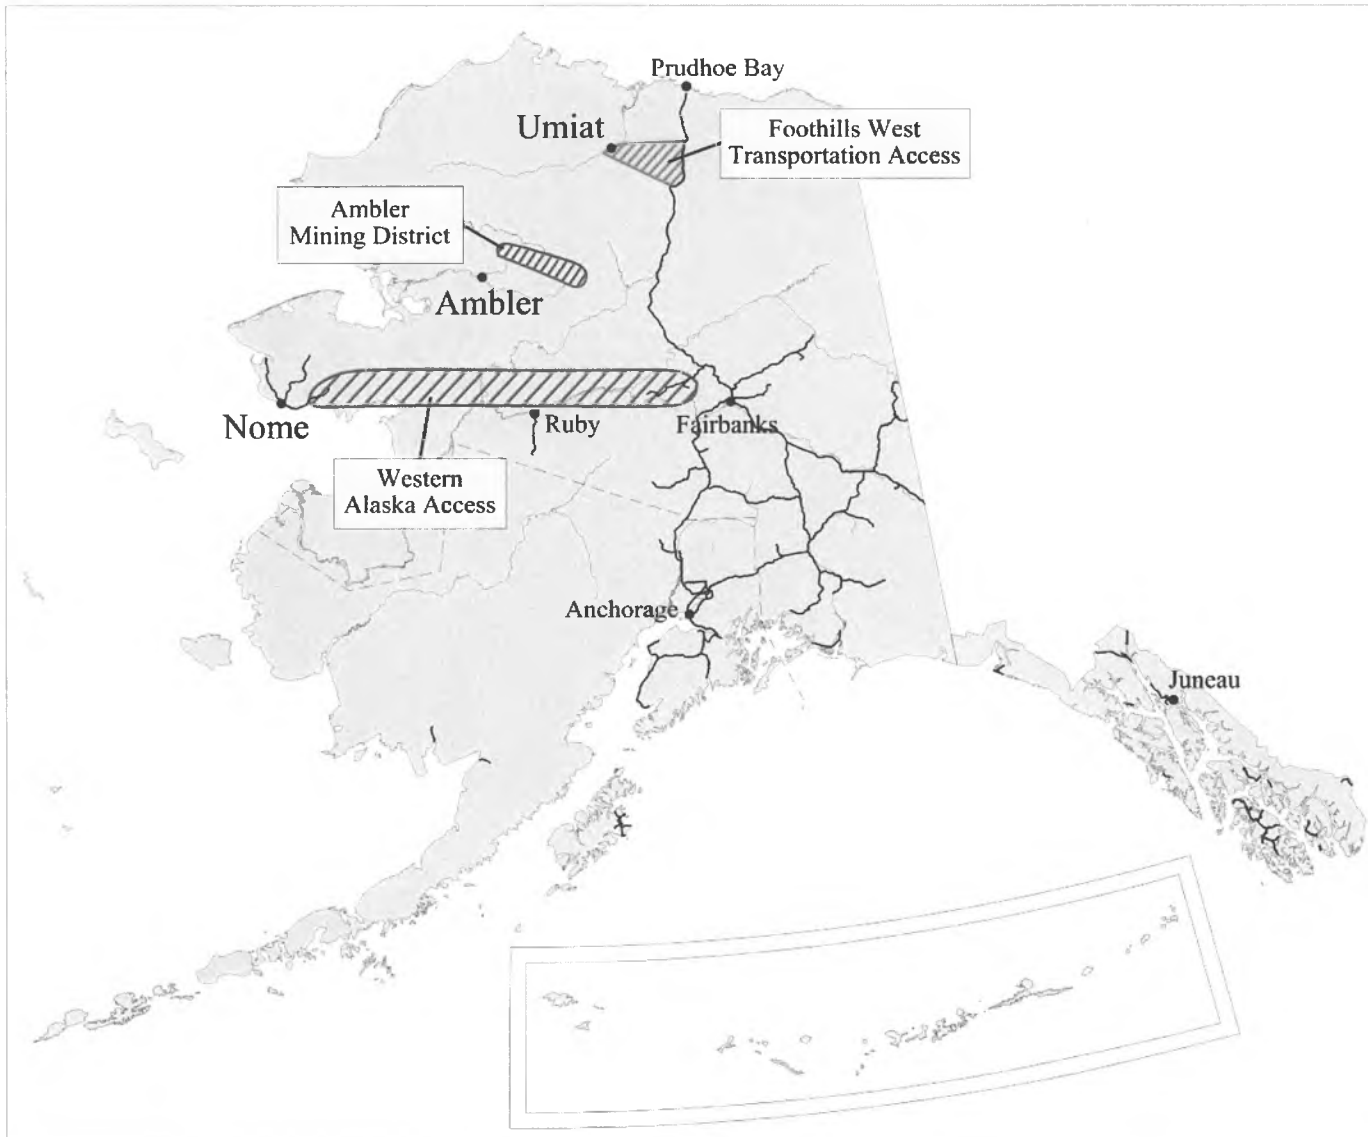 Prudhoe Bay
Umiat
Foothills West
Transportation Access
Ambler
Mining District
Ambler
Nome
Ruby
Fairbanks
Western
Alaska Access
Anchorage
Juneau